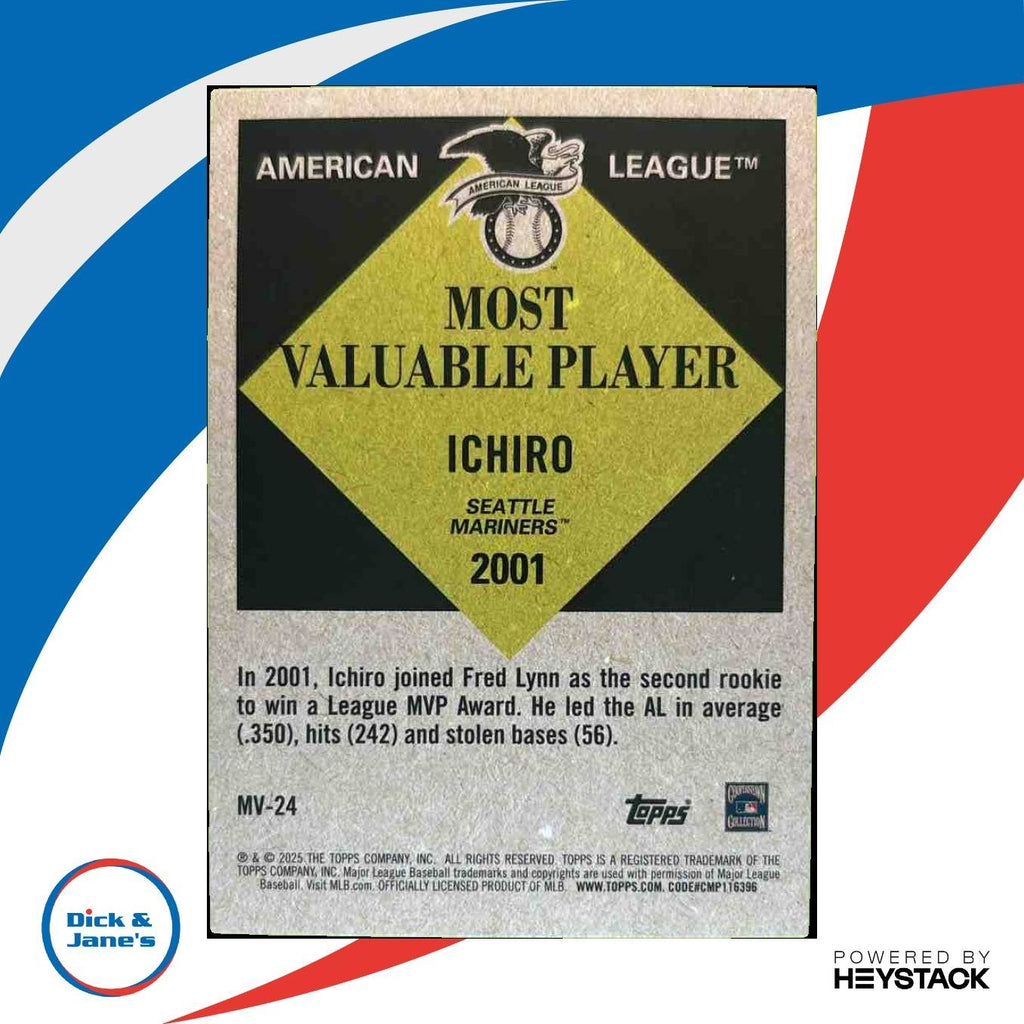 AMERICAN LEAGUE™
AMERICAN LEAGUE
MOST
VALUABLE PLAYER
ICHIRO
SEATTLE
MARINERS™
2001
In 2001, Ichiro joined Fred Lynn as the second rookie
to win a League MVP Award. He led the AL in average
(.350), hits (242) and stolen bases (56).
MV-24
topps®
COOPERSTOWN
COLLECTION
® & © 2025 THE TOPPS COMPANY, INC. ALL RIGHTS RESERVED. TOPPS IS A REGISTERED TRADEMARK OF THE
TOPPS COMPANY, INC. Major League Baseball trademarks and copyrights are used with permission of Major League
Baseball. Visit MLB.com. OFFICIALLY LICENSED PRODUCT OF MLB. WWW.TOPPS.COM. CODE#CMP116396
Dick &
Jane's
POWERED BY
HEYSTACK